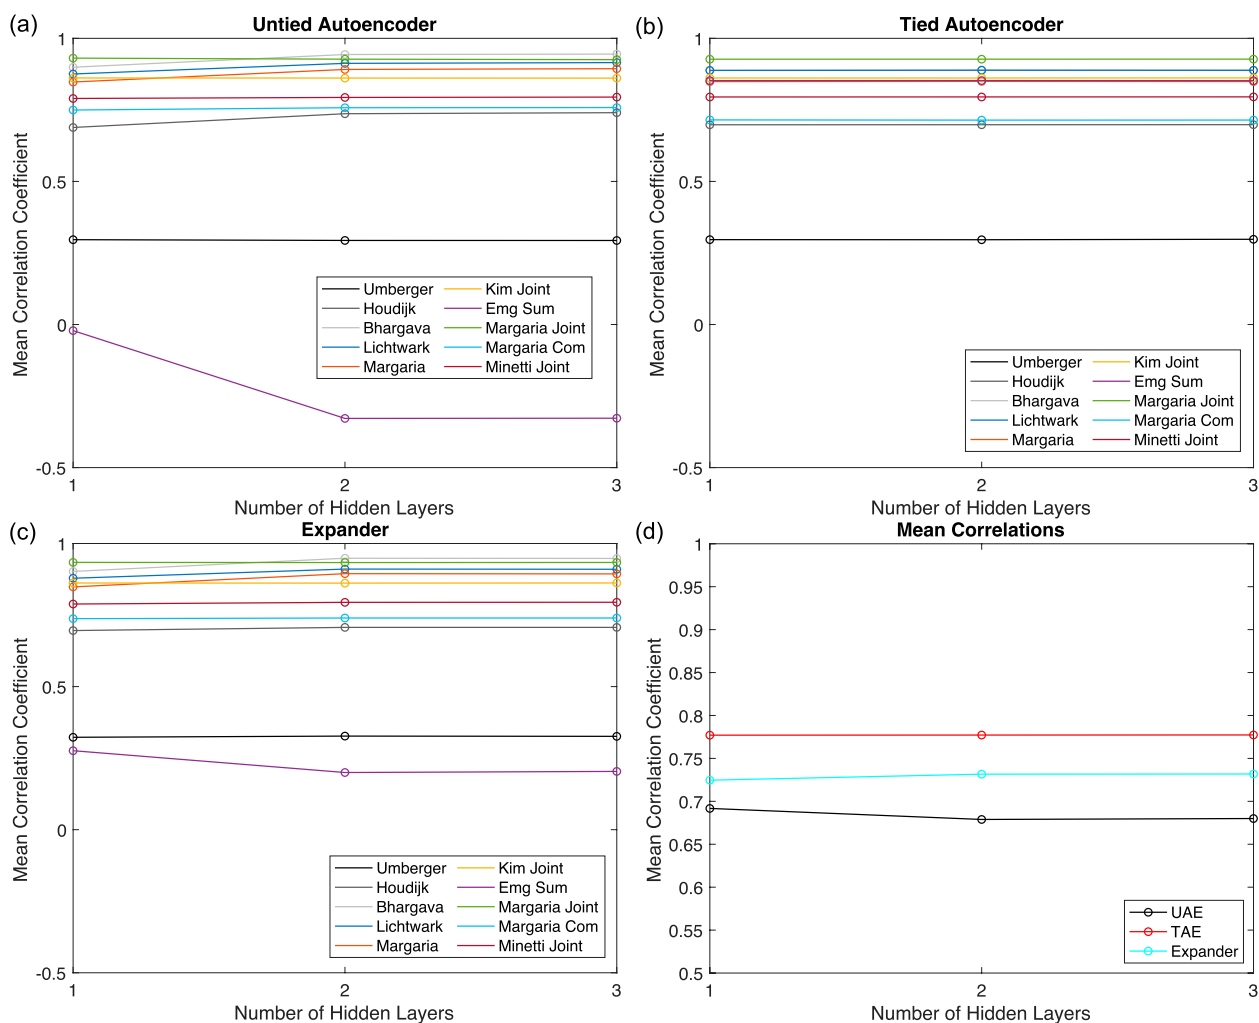 (a)
Untied Autoencoder
1
0.5
0
-0.5
Mean Correlation Coefficient
Umberger
Houdijk
Bhargava
Lichtwark
Margaria
Kim Joint
Emg Sum
Margaria Joint
Margaria Com
Minetti Joint
1
2
3
Number of Hidden Layers
(b)
Tied Autoencoder
1
0.5
0
-0.5
Mean Correlation Coefficient
Umberger
Houdijk
Bhargava
Lichtwark
Margaria
Kim Joint
Emg Sum
Margaria Joint
Margaria Com
Minetti Joint
1
2
3
Number of Hidden Layers
(c)
Expander
1
0.5
0
-0.5
Mean Correlation Coefficient
Umberger
Houdijk
Bhargava
Lichtwark
Margaria
Kim Joint
Emg Sum
Margaria Joint
Margaria Com
Minetti Joint
1
2
3
Number of Hidden Layers
(d)
Mean Correlations
1
0.95
0.9
0.85
0.8
0.75
0.7
0.65
0.6
0.55
0.5
Mean Correlation Coefficient
UAE
TAE
Expander
1
2
3
Number of Hidden Layers